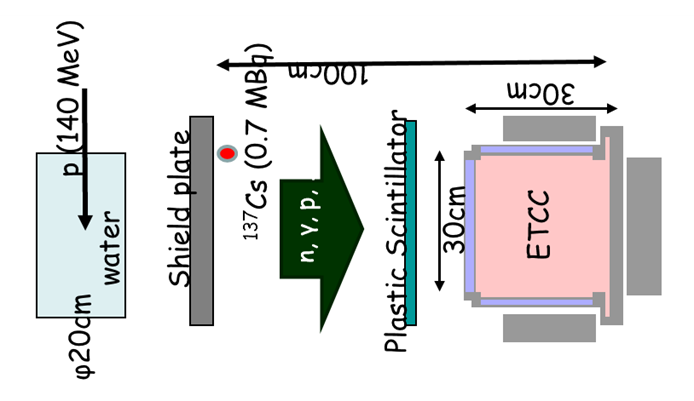 p (140 MeV)
water
φ20cm
Shield plate
¹³⁷Cs (0.7 MBq)
100cm
n, γ, p,
Plastic Scintillator
30cm
30cm
ETCC